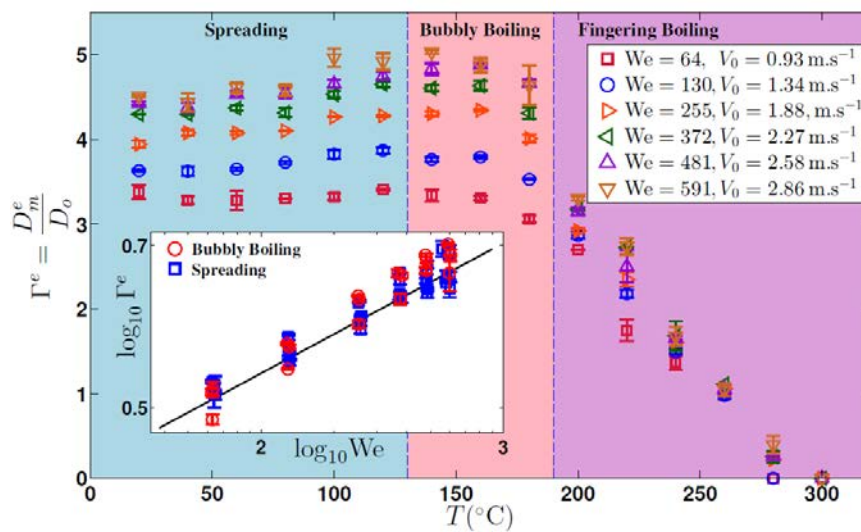 Spreading Bubbly Boiling Fingering Boiling
We = 64, V₀ = 0.93 m.s⁻¹
We = 130, V₀ = 1.34 m.s⁻¹
We = 255, V₀ = 1.88, m.s⁻¹
We = 372, V₀ = 2.27 m.s⁻¹
We = 481, V₀ = 2.58 m.s⁻¹
We = 591, V₀ = 2.86 m.s⁻¹
5
4
3
2
1
0
Γᵉ = Dᵉₘ / Dₒ
0.7
0.5
log₁₀ Γᵉ
Bubbly Boiling
Spreading
2 3
log₁₀We
0 50 100 150 200 250 300
T(°C)